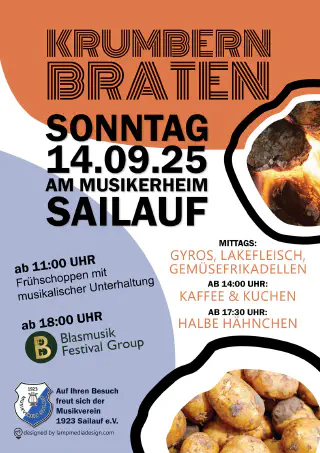 KRUMBERN
BRATEN
SONNTAG
14.09.25
AM MUSIKERHEIM
SAILAUF
MITTAGS:
GYROS, LAKEFLEISCH,
GEMÜSEFRIKADELLEN
AB 14:00 UHR:
KAFFEE & KUCHEN
AB 17:30 UHR:
HALBE HÄHNCHEN
ab 11:00 UHR
Frühschoppen mit
musikalischer Unterhaltung
ab 18:00 UHR
B
Blasmusik
Festival Group
1923
Auf Ihren Besuch
freut sich der
Musikverein
1923 Sailauf e.V.
designed by lampmediadesign.com